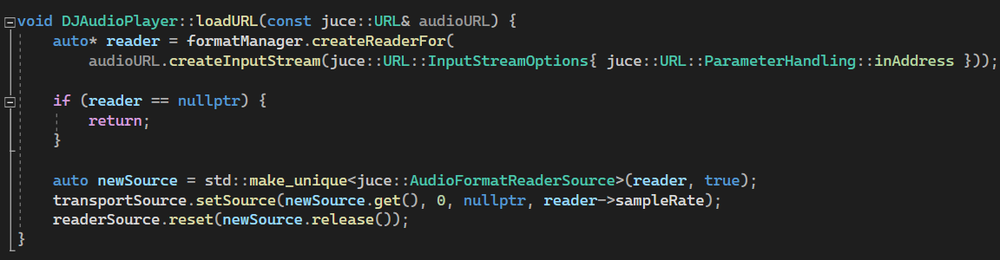 void DJAudioPlayer::loadURL(const juce::URL& audioURL) {
    auto* reader = formatManager.createReaderFor(
        audioURL.createInputStream(juce::URL::InputStreamOptions{ juce::URL::ParameterHandling::inAddress }));

    if (reader == nullptr) {
        return;
    }

    auto newSource = std::make_unique<juce::AudioFormatReaderSource>(reader, true);
    transportSource.setSource(newSource.get(), 0, nullptr, reader->sampleRate);
    readerSource.reset(newSource.release());
}